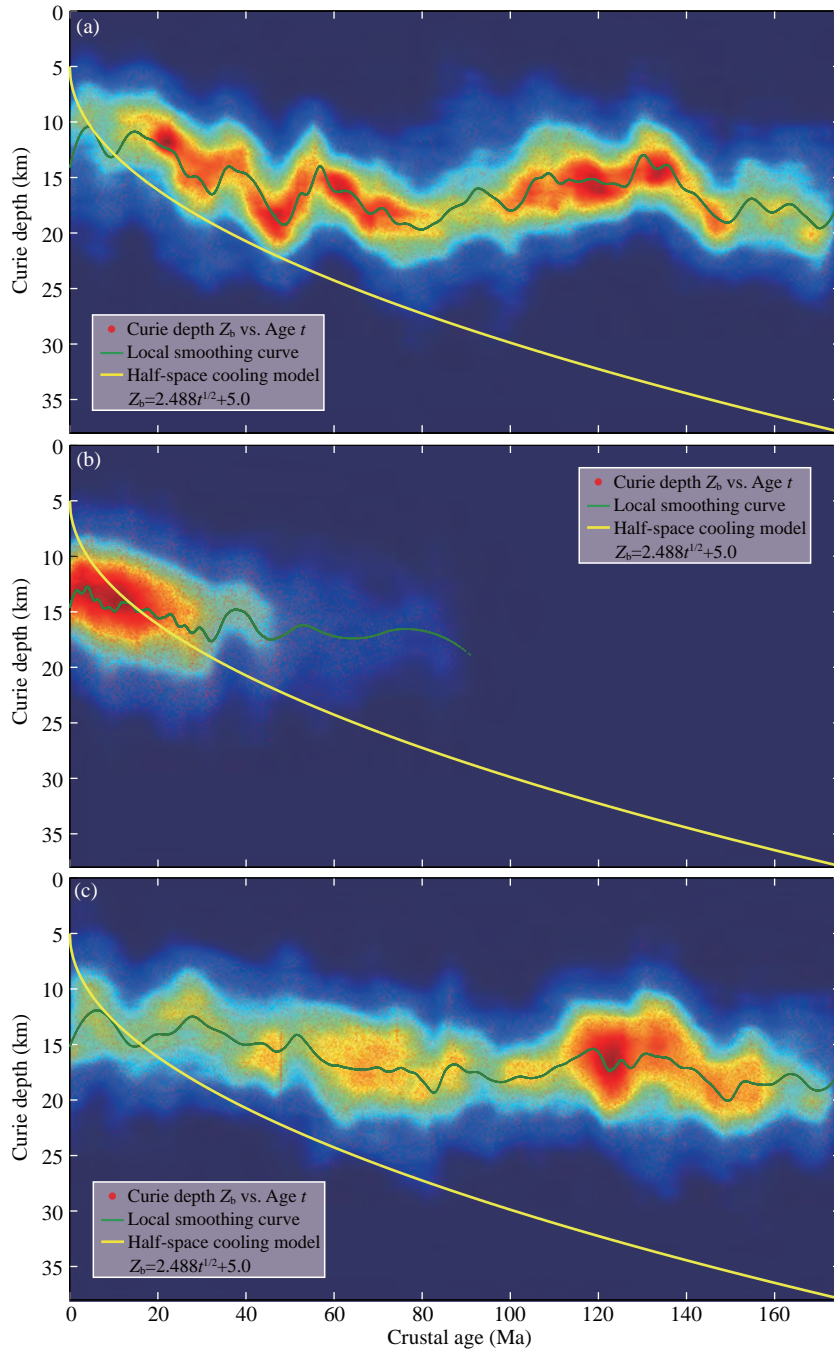 (a)
0
5
10
15
20
25
30
35
Curie depth (km)
Curie depth Zb vs. Age t
Local smoothing curve
Half-space cooling model
Zb=2.488t1/2+5.0
(b)
0
5
10
15
20
25
30
35
Curie depth (km)
Curie depth Zb vs. Age t
Local smoothing curve
Half-space cooling model
Zb=2.488t1/2+5.0
(c)
0
5
10
15
20
25
30
35
Curie depth (km)
Curie depth Zb vs. Age t
Local smoothing curve
Half-space cooling model
Zb=2.488t1/2+5.0
0 20 40 60 80 100 120 140 160
Crustal age (Ma)